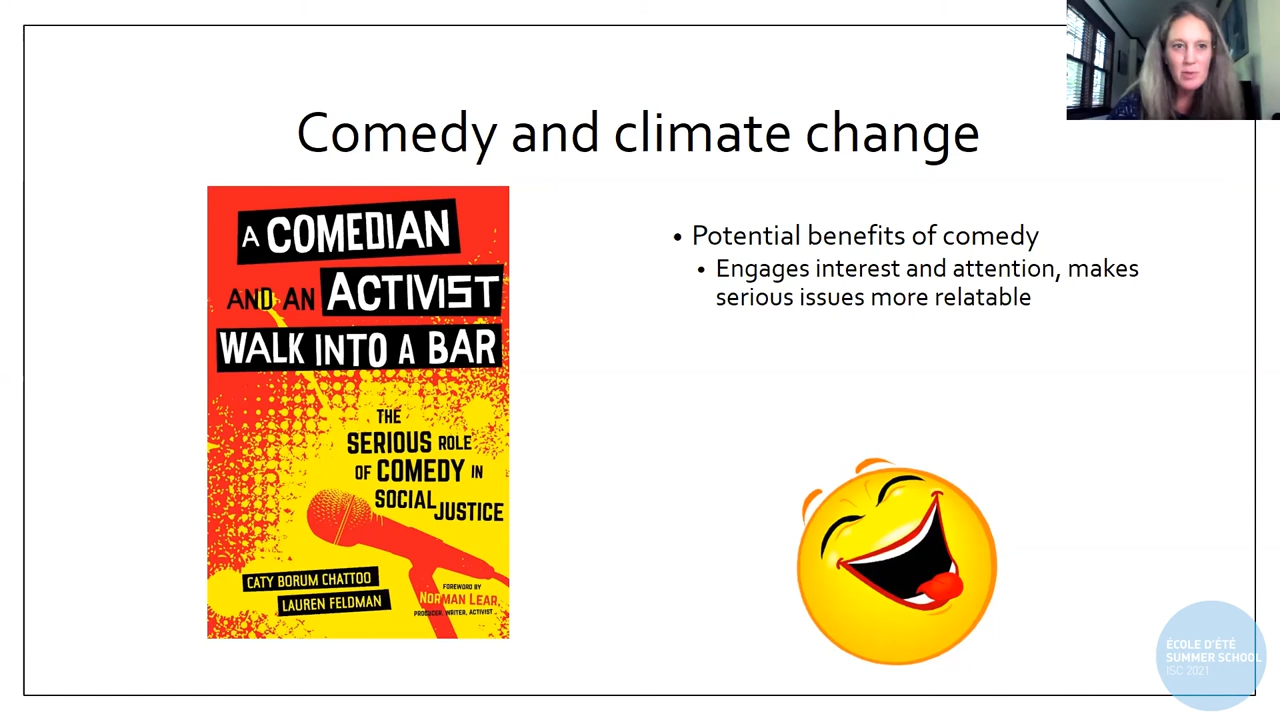 Comedy and climate change
A COMEDIAN
AND AN ACTIVIST
WALK INTO A BAR
THE
SERIOUS ROLE
OF COMEDY IN
SOCIAL
JUSTICE
CATY BORUM CHATTOO
LAUREN FELDMAN
FOREWORD BY
NORMAN LEAR,
PRODUCER, WRITER, ACTIVIST
• Potential benefits of comedy
• Engages interest and attention, makes
serious issues more relatable
ÉCOLE D'ÉTÉ
SUMMER SCHOOL
ISC 2021